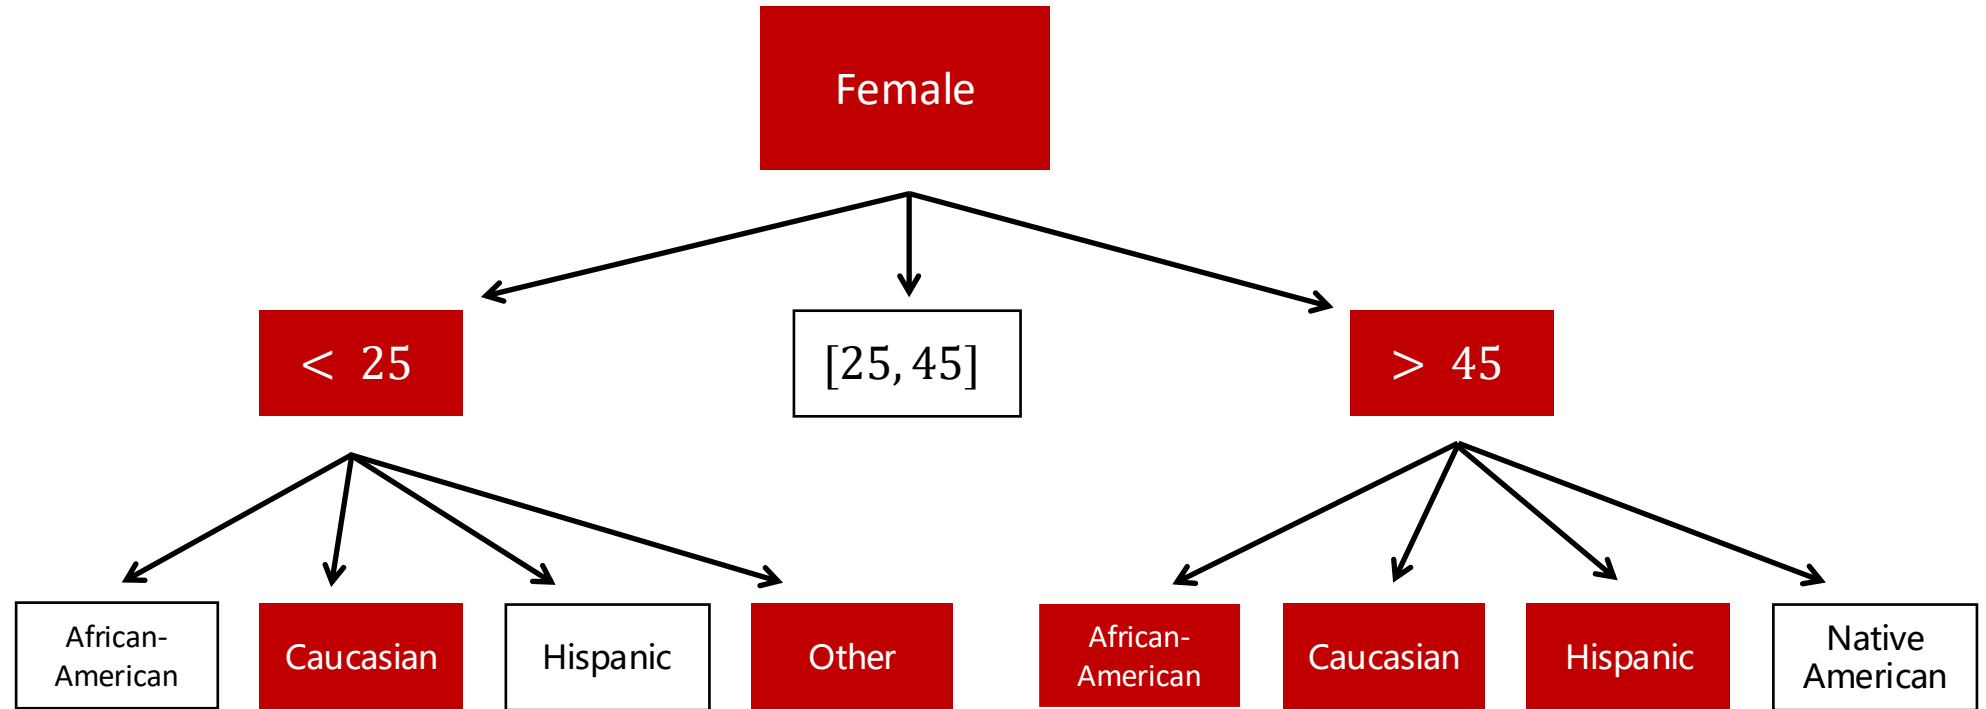 Female
< 25
[25, 45]
> 45
African-
American
Caucasian
Hispanic
Other
African-
American
Caucasian
Hispanic
Native
American